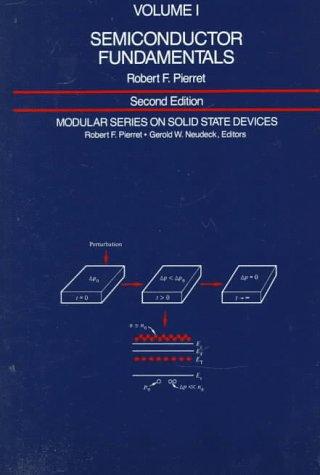 VOLUME I
SEMICONDUCTOR
FUNDAMENTALS
Robert F. Pierret
Second Edition
MODULAR SERIES ON SOLID STATE DEVICES
Robert F. Pierret • Gerold W. Neudeck, Editors
Perturbation
Δp₀ Δp < Δp₀ Δp = 0
t = 0 t > 0 t → ∞
n ≃ n₀
E_c
E_T
E_v
p₀ Δp ≪ n₀